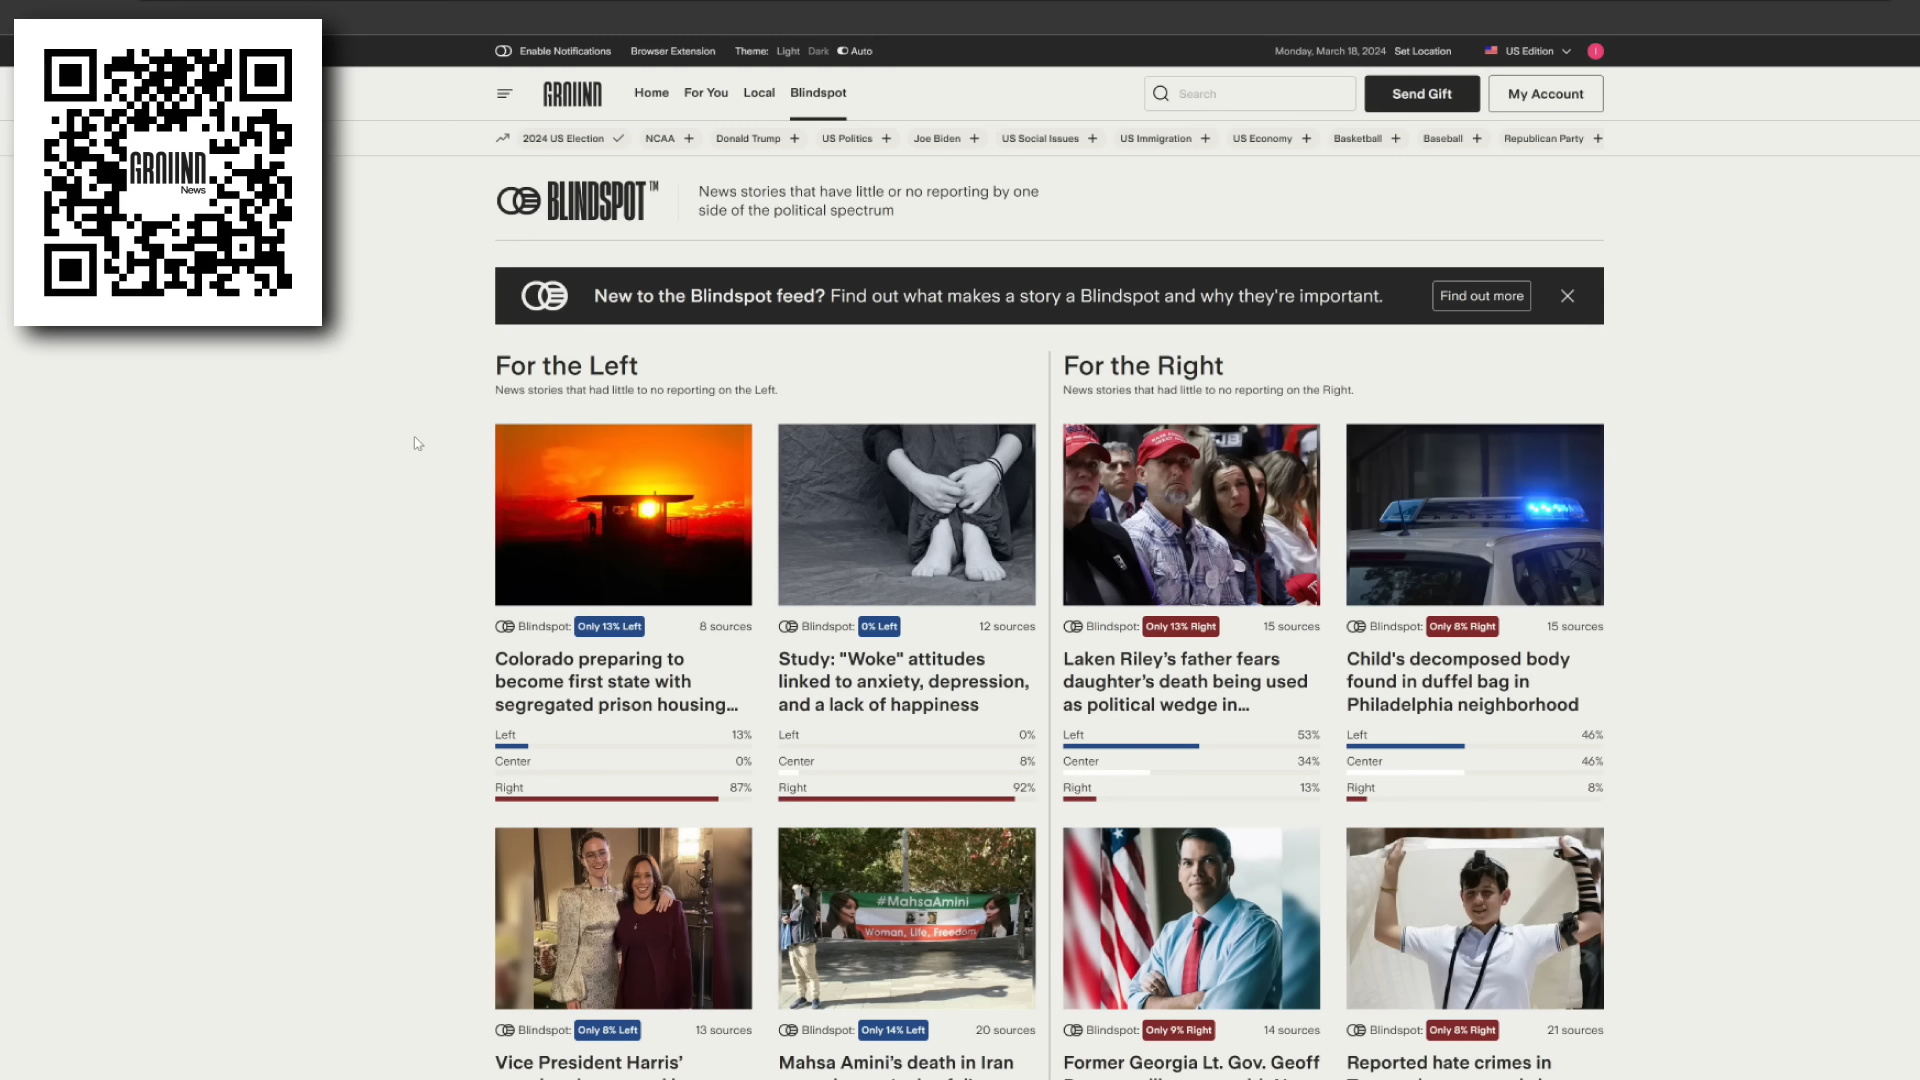 Enable Notifications Browser Extension Theme: Light Dark Auto Monday, March 18, 2024 Set Location US Edition
GROUND
News
GROUND Home For You Local Blindspot Search Send Gift My Account
2024 US Election NCAA + Donald Trump + US Politics + Joe Biden + US Social Issues + US Immigration + US Economy + Basketball + Baseball + Republican Party +
BLINDSPOT™
News stories that have little or no reporting by one
side of the political spectrum
New to the Blindspot feed? Find out what makes a story a Blindspot and why they're important. Find out more
For the Left
News stories that had little to no reporting on the Left.
Blindspot: Only 13% Left 8 sources
Colorado preparing to
become first state with
segregated prison housing...
Left 13%
Center 0%
Right 87%
Blindspot: 0% Left 12 sources
Study: "Woke" attitudes
linked to anxiety, depression,
and a lack of happiness
Left 0%
Center 8%
Right 92%
#MahsaAmini
Woman, Life, Freedom
Blindspot: Only 8% Left 13 sources
Vice President Harris'
Blindspot: Only 14% Left 20 sources
Mahsa Amini's death in Iran
For the Right
News stories that had little to no reporting on the Right.
Blindspot: Only 13% Right 15 sources
Laken Riley's father fears
daughter's death being used
as political wedge in...
Left 53%
Center 34%
Right 13%
Blindspot: Only 8% Right 15 sources
Child's decomposed body
found in duffel bag in
Philadelphia neighborhood
Left 46%
Center 46%
Right 8%
Blindspot: Only 9% Right 14 sources
Former Georgia Lt. Gov. Geoff
Blindspot: Only 8% Right 21 sources
Reported hate crimes in